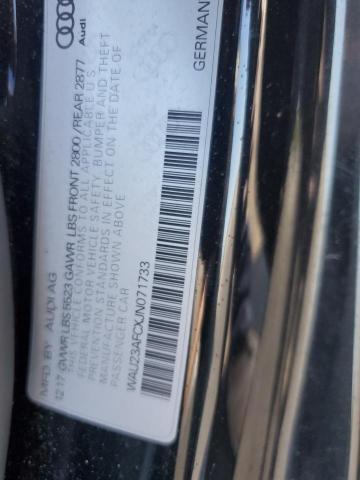 Audi
GERMAN
MFD. BY AUDI AG
12.17 GVWR LBS 5523 GAWR LBS FRONT 2800 /REAR 2877
THIS VEHICLE CONFORMS TO ALL APPLICABLE U S
FEDERAL MOTOR VEHICLE SAFETY, BUMPER AND THEFT
PREVENTION STANDARDS IN EFFECT ON THE DATE OF
MANUFACTURE SHOWN ABOVE
PASSENGER CAR
WAU23AFCXJN071733